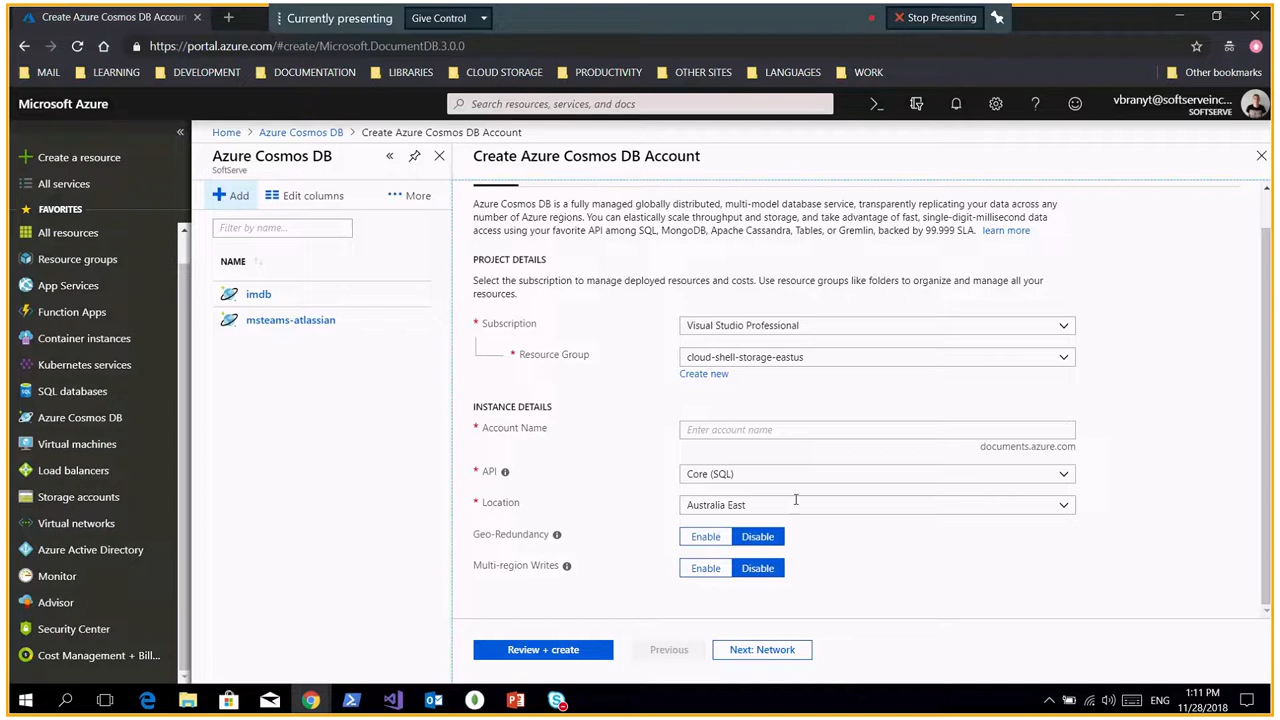 Create Azure Cosmos DB Account
Currently presenting
Give Control
Stop Presenting
https://portal.azure.com/#create/Microsoft.DocumentDB.3.0.0
MAIL
LEARNING
DEVELOPMENT
DOCUMENTATION
LIBRARIES
CLOUD STORAGE
PRODUCTIVITY
OTHER SITES
LANGUAGES
WORK
Other bookmarks
Microsoft Azure
Search resources, services, and docs
vbranyt@softserveinc...
SOFTSERVE
Create a resource
All services
FAVORITES
All resources
Resource groups
App Services
Function Apps
Container instances
Kubernetes services
SQL databases
Azure Cosmos DB
Virtual machines
Load balancers
Storage accounts
Virtual networks
Azure Active Directory
Monitor
Advisor
Security Center
Cost Management + Bill...
Home > Azure Cosmos DB > Create Azure Cosmos DB Account
Azure Cosmos DB
SoftServe
Add
Edit columns
More
Filter by name...
NAME
imdb
msteams-atlassian
Create Azure Cosmos DB Account
Azure Cosmos DB is a fully managed globally distributed, multi-model database service, transparently replicating your data across any
number of Azure regions. You can elastically scale throughput and storage, and take advantage of fast, single-digit-millisecond data
access using your favorite API among SQL, MongoDB, Apache Cassandra, Tables, or Gremlin, backed by 99.999 SLA. learn more
PROJECT DETAILS
Select the subscription to manage deployed resources and costs. Use resource groups like folders to organize and manage all your
resources.
* Subscription
Visual Studio Professional
* Resource Group
cloud-shell-storage-eastus
Create new
INSTANCE DETAILS
* Account Name
Enter account name
documents.azure.com
* API
Core (SQL)
* Location
Australia East
Geo-Redundancy
Enable
Disable
Multi-region Writes
Enable
Disable
Review + create
Previous
Next: Network
ENG
1:11 PM
11/28/2018